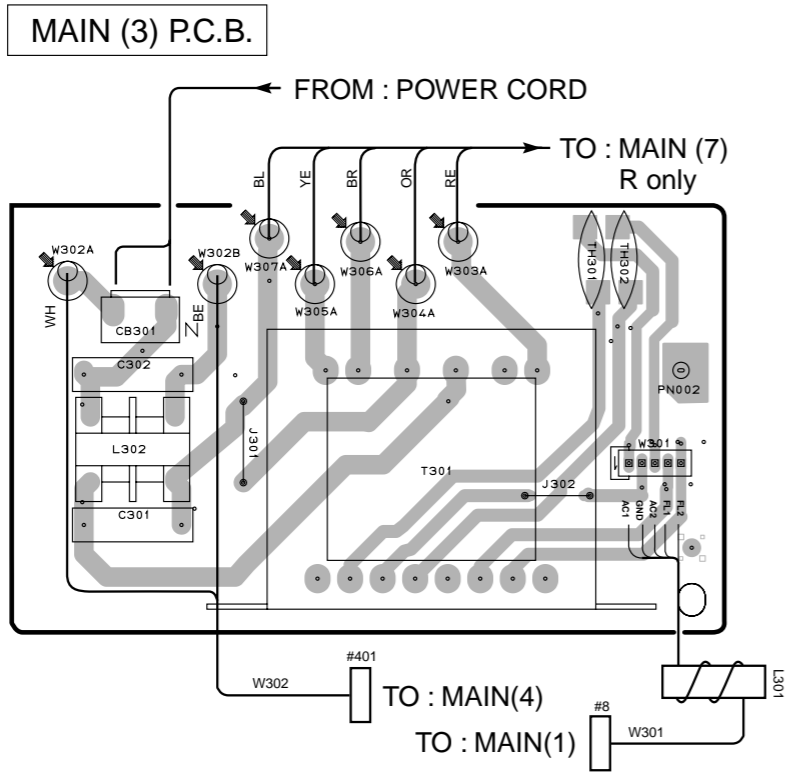 MAIN (3) P.C.B.
FROM : POWER CORD
TO : MAIN (7)
R only
BL
YE
BR
OR
RE
W302A
W302B
W307A
W306A
W303A
W305A
W304A
TH301
TH302
WH
BE
CB301
C302
PN002
L302
J301
T301
W301
J302
C301
AC1
GND
AC2
FL1
FL2
#401
W302
TO : MAIN(4)
L301
#8
W301
TO : MAIN(1)